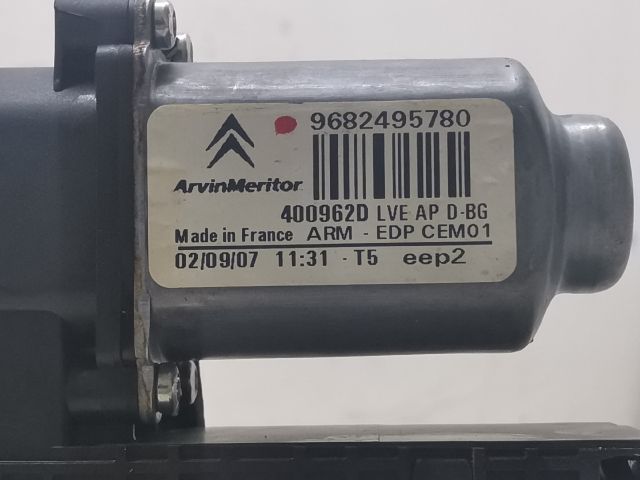 9682495780
ArvinMeritor
400962D LVE AP D-BG
Made in France ARM - EDP CEM01
02/09/07 11:31 - T5 eep2